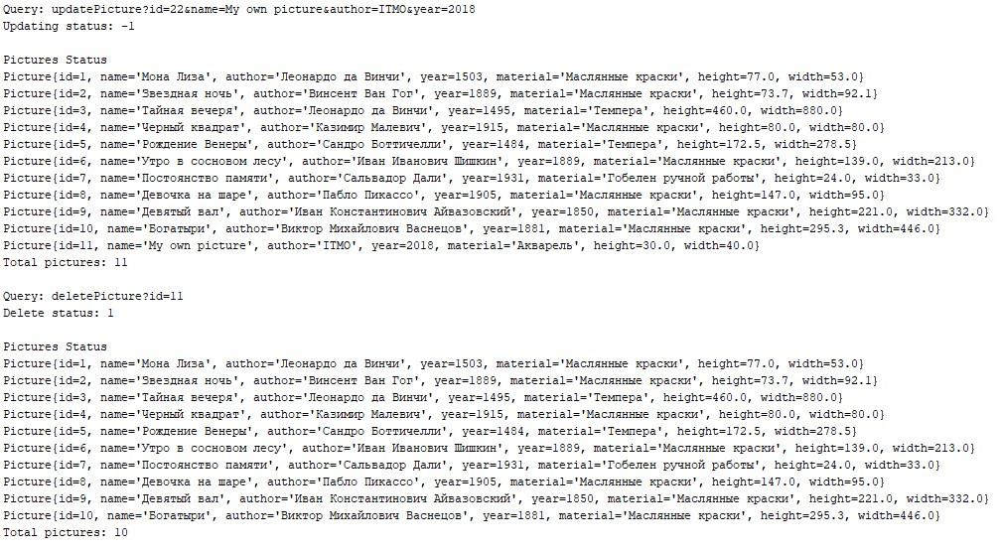 Query: updatePicture?id=22&name=My own picture&author=ITMO&year=2018
Updating status: -1
Pictures Status
Picture{id=1, name='Мона Лиза', author='Леонардо да Винчи', year=1503, material='Маслянные краски', height=77.0, width=53.0}
Picture{id=2, name='Звездная ночь', author='Винсент Ван Гог', year=1889, material='Маслянные краски', height=73.7, width=92.1}
Picture{id=3, name='Тайная вечеря', author='Леонардо да Винчи', year=1495, material='Темпера', height=460.0, width=880.0}
Picture{id=4, name='Черный квадрат', author='Казимир Малевич', year=1915, material='Маслянные краски', height=80.0, width=80.0}
Picture{id=5, name='Рождение Венеры', author='Сандро Боттичелли', year=1484, material='Темпера', height=172.5, width=278.5}
Picture{id=6, name='Утро в сосновом лесу', author='Иван Иванович Шишкин', year=1889, material='Маслянные краски', height=139.0, width=213.0}
Picture{id=7, name='Постоянство памяти', author='Сальвадор Дали', year=1931, material='Гобелен ручной работы', height=24.0, width=33.0}
Picture{id=8, name='Девочка на шаре', author='Пабло Пикассо', year=1905, material='Маслянные краски', height=147.0, width=95.0}
Picture{id=9, name='Девятый вал', author='Иван Константинович Айвазовский', year=1850, material='Маслянные краски', height=221.0, width=332.0}
Picture{id=10, name='Богатыри', author='Виктор Михайлович Васнецов', year=1881, material='Маслянные краски', height=295.3, width=446.0}
Picture{id=11, name='My own picture', author='ITMO', year=2018, material='Акварель', height=30.0, width=40.0}
Total pictures: 11
Query: deletePicture?id=11
Delete status: 1
Pictures Status
Picture{id=1, name='Мона Лиза', author='Леонардо да Винчи', year=1503, material='Маслянные краски', height=77.0, width=53.0}
Picture{id=2, name='Звездная ночь', author='Винсент Ван Гог', year=1889, material='Маслянные краски', height=73.7, width=92.1}
Picture{id=3, name='Тайная вечеря', author='Леонардо да Винчи', year=1495, material='Темпера', height=460.0, width=880.0}
Picture{id=4, name='Черный квадрат', author='Казимир Малевич', year=1915, material='Маслянные краски', height=80.0, width=80.0}
Picture{id=5, name='Рождение Венеры', author='Сандро Боттичелли', year=1484, material='Темпера', height=172.5, width=278.5}
Picture{id=6, name='Утро в сосновом лесу', author='Иван Иванович Шишкин', year=1889, material='Маслянные краски', height=139.0, width=213.0}
Picture{id=7, name='Постоянство памяти', author='Сальвадор Дали', year=1931, material='Гобелен ручной работы', height=24.0, width=33.0}
Picture{id=8, name='Девочка на шаре', author='Пабло Пикассо', year=1905, material='Маслянные краски', height=147.0, width=95.0}
Picture{id=9, name='Девятый вал', author='Иван Константинович Айвазовский', year=1850, material='Маслянные краски', height=221.0, width=332.0}
Picture{id=10, name='Богатыри', author='Виктор Михайлович Васнецов', year=1881, material='Маслянные краски', height=295.3, width=446.0}
Total pictures: 10